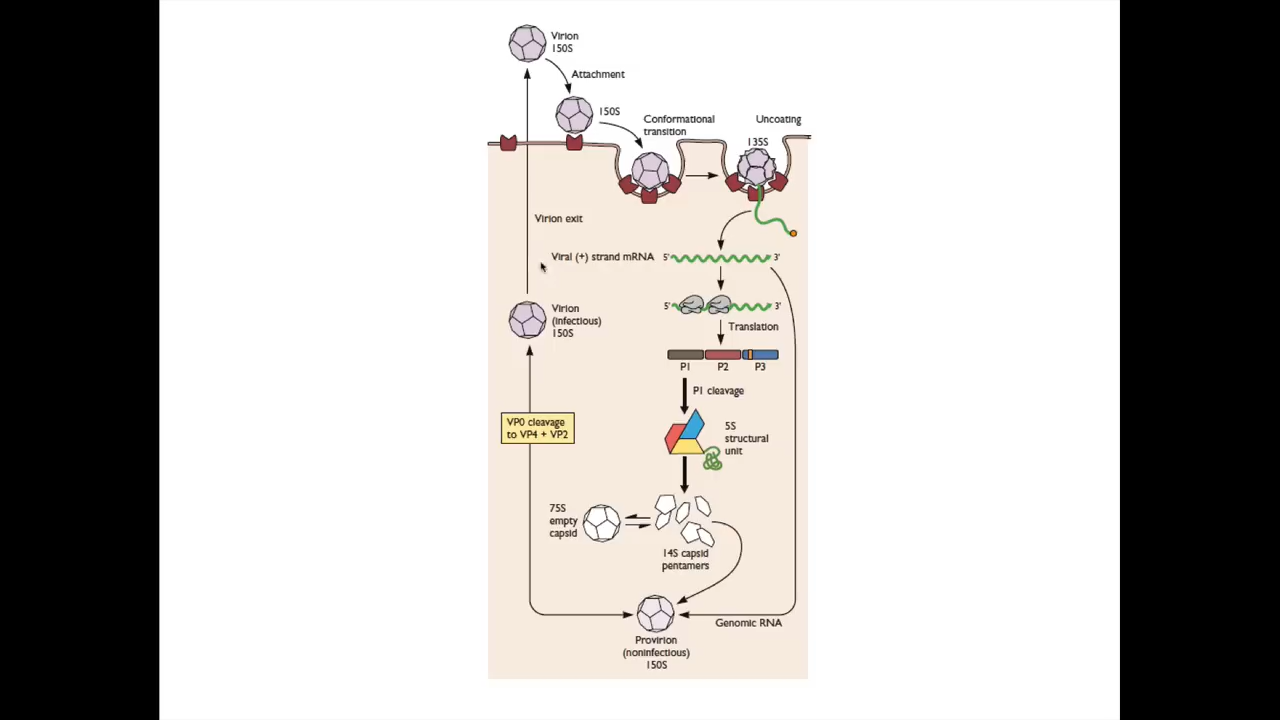 Virion
150S
Attachment
150S
Conformational
transition
Uncoating
135S
Virion exit
Viral (+) strand mRNA
5'
3'
5'
3'
Translation
P1
P2
P3
P1 cleavage
5S
structural
unit
Virion
(infectious)
150S
VP0 cleavage
to VP4 + VP2
75S
empty
capsid
14S capsid
pentamers
Genomic RNA
Provirion
(noninfectious)
150S